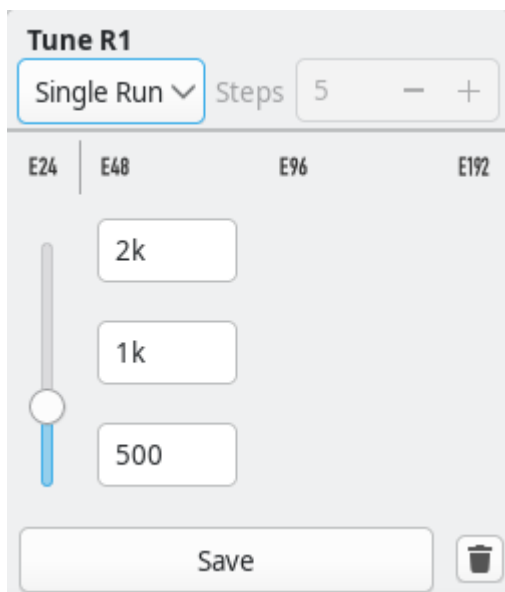 Tune R1
Single Run Steps 5 − +
E24 E48 E96 E192
2k
1k
500
Save